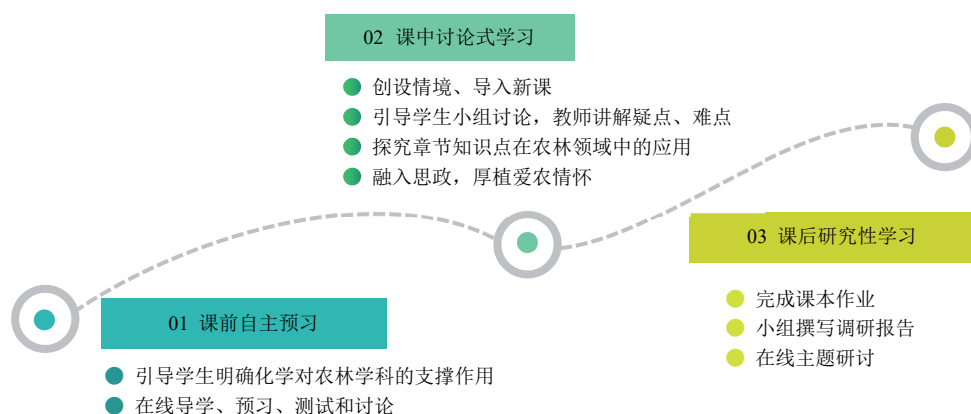 02 课中讨论式学习
创设情境、导入新课
引导学生小组讨论，教师讲解疑点、难点
探究章节知识点在农林领域中的应用
融入思政，厚植爱农情怀
03 课后研究性学习
完成课本作业
小组撰写调研报告
在线主题研讨
01 课前自主预习
引导学生明确化学对农林学科的支撑作用
在线导学、预习、测试和讨论